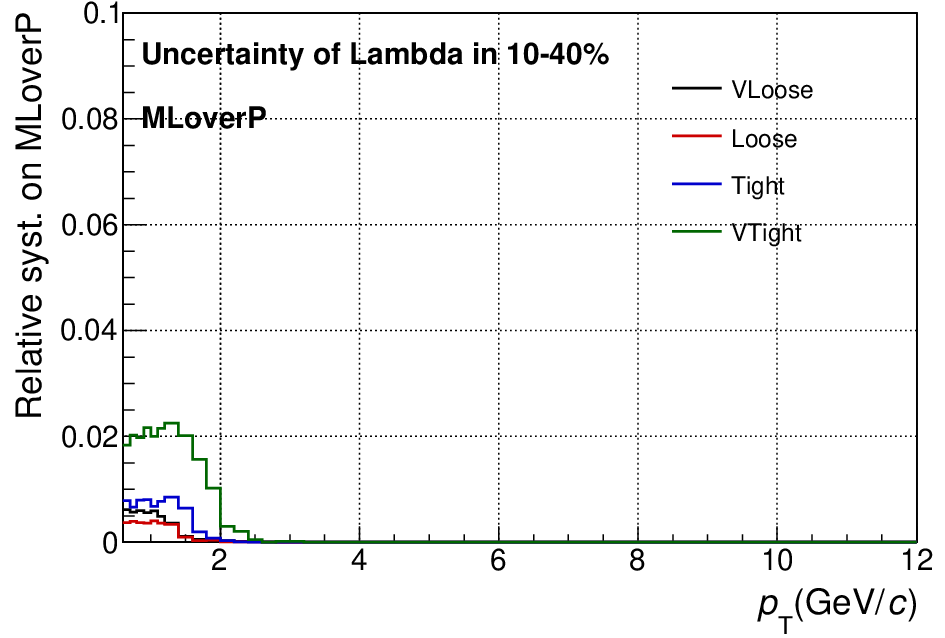 0.1
Uncertainty of Lambda in 10-40%
VLoose
MLoverP
0.08
Loose
Tight
0.06
VTight
0.04
0.02
0
2
4
6
8
10
12
Relative syst. on MLoverP
p_T(GeV/c)